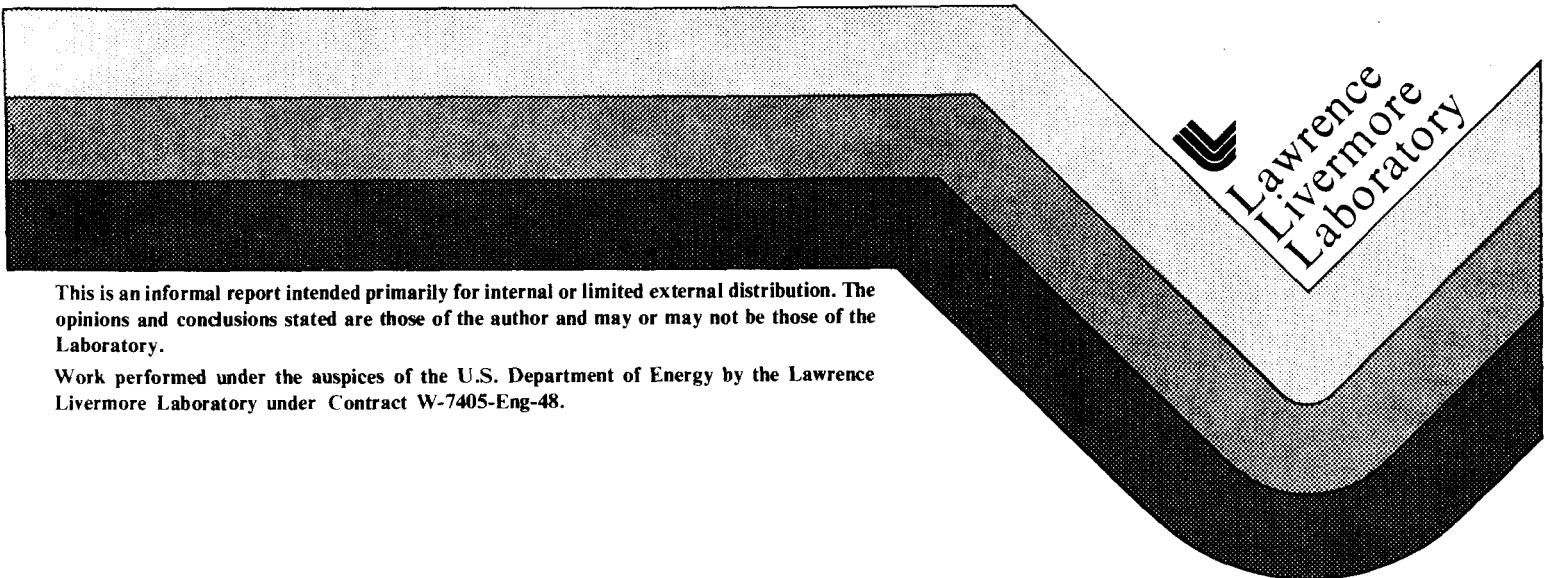 Lawrence
Livermore
Laboratory
This is an informal report intended primarily for internal or limited external distribution. The
opinions and conclusions stated are those of the author and may or may not be those of the
Laboratory.
Work performed under the auspices of the U.S. Department of Energy by the Lawrence
Livermore Laboratory under Contract W-7405-Eng-48.